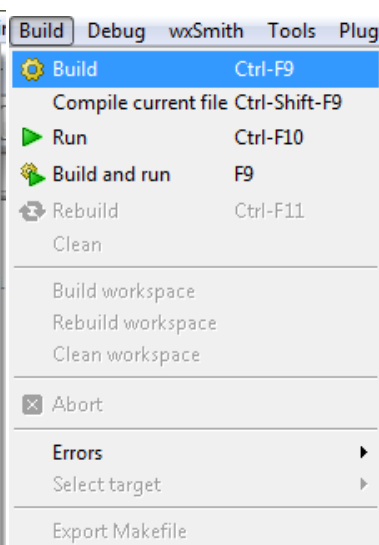 Build Debug wxSmith Tools Plug
Build Ctrl-F9
Compile current file Ctrl-Shift-F9
Run Ctrl-F10
Build and run F9
Rebuild Ctrl-F11
Clean
Build workspace
Rebuild workspace
Clean workspace
Abort
Errors
Select target
Export Makefile